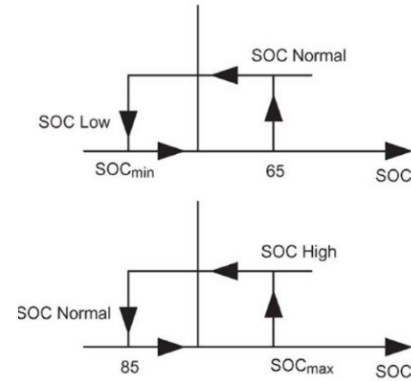 SOC Normal
SOC Low
SOCmin
65
SOC
SOC High
SOC Normal
85
SOCmax
SOC